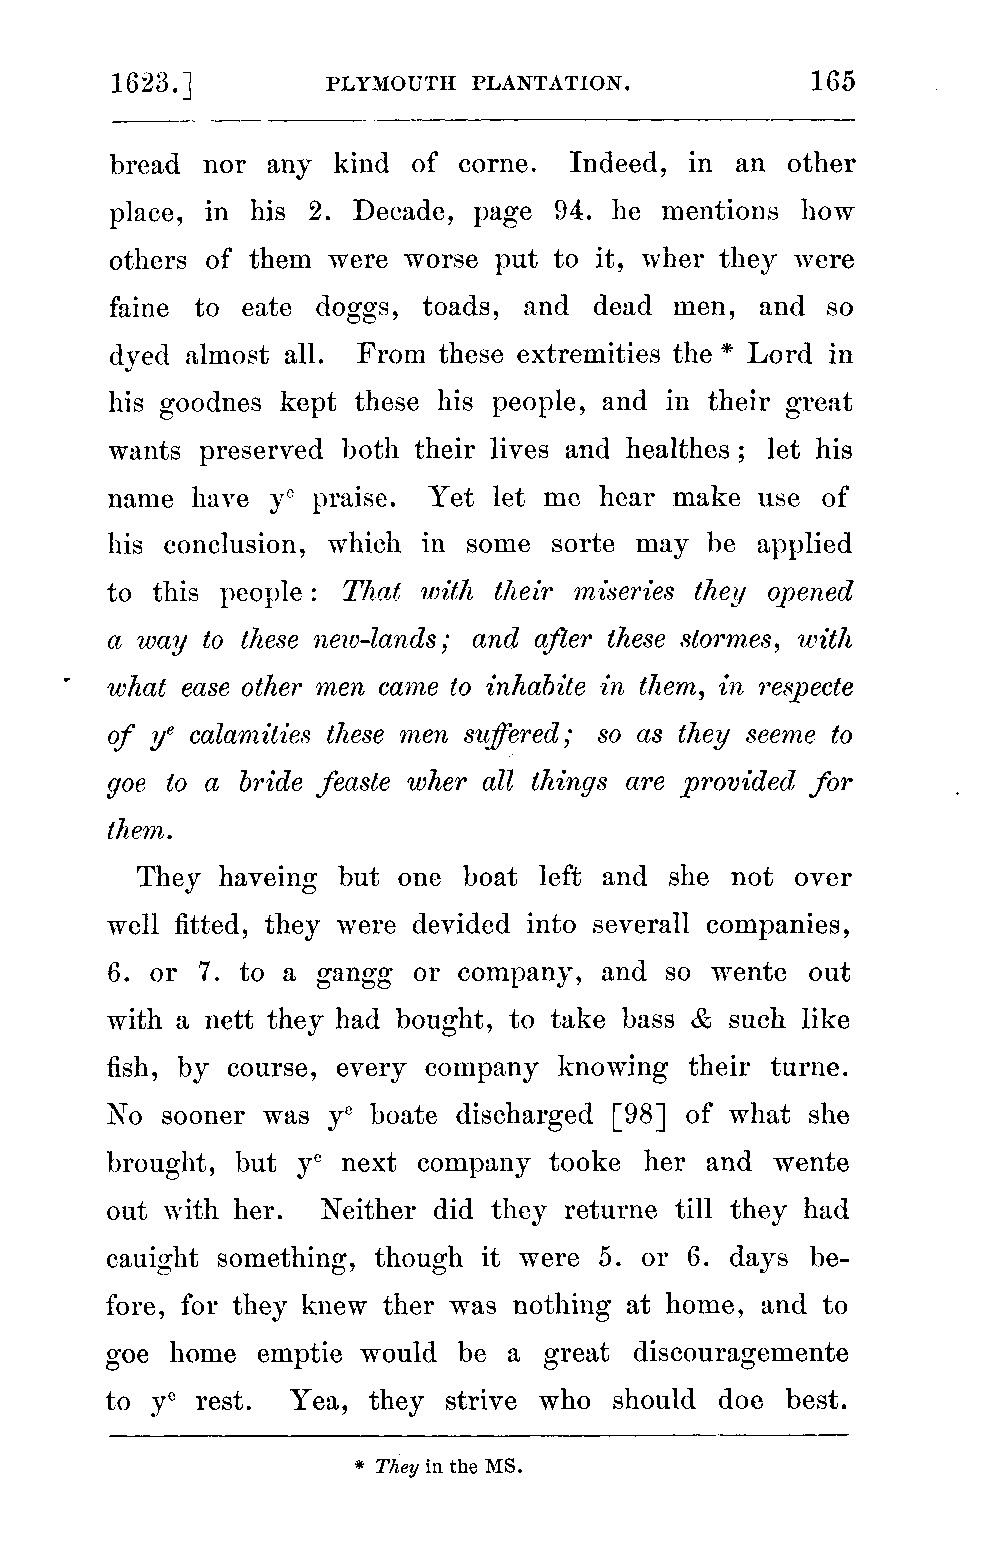 1623.] PLYMOUTH PLANTATION. 165
bread nor any kind of corne. Indeed, in an other
place, in his 2. Decade, page 94. he mentions how
others of them were worse put to it, wher they were
faine to eate doggs, toads, and dead men, and so
dyed almost all. From these extremities the * Lord in
his goodnes kept these his people, and in their great
wants preserved both their lives and healthes; let his
name have yᵉ praise. Yet let me hear make use of
his conclusion, which in some sorte may be applied
to this people: That with their miseries they opened
a way to these new-lands; and after these stormes, with
what ease other men came to inhabite in them, in respecte
of yᵉ calamities these men suffered; so as they seeme to
goe to a bride feaste wher all things are provided for
them.
They haveing but one boat left and she not over
well fitted, they were devided into severall companies,
6. or 7. to a gangg or company, and so wente out
with a nett they had bought, to take bass & such like
fish, by course, every company knowing their turne.
No sooner was yᵉ boate discharged [98] of what she
brought, but yᵉ next company tooke her and wente
out with her. Neither did they returne till they had
cauight something, though it were 5. or 6. days be-
fore, for they knew ther was nothing at home, and to
goe home emptie would be a great discouragemente
to yᵉ rest. Yea, they strive who should doe best.
* They in the MS.